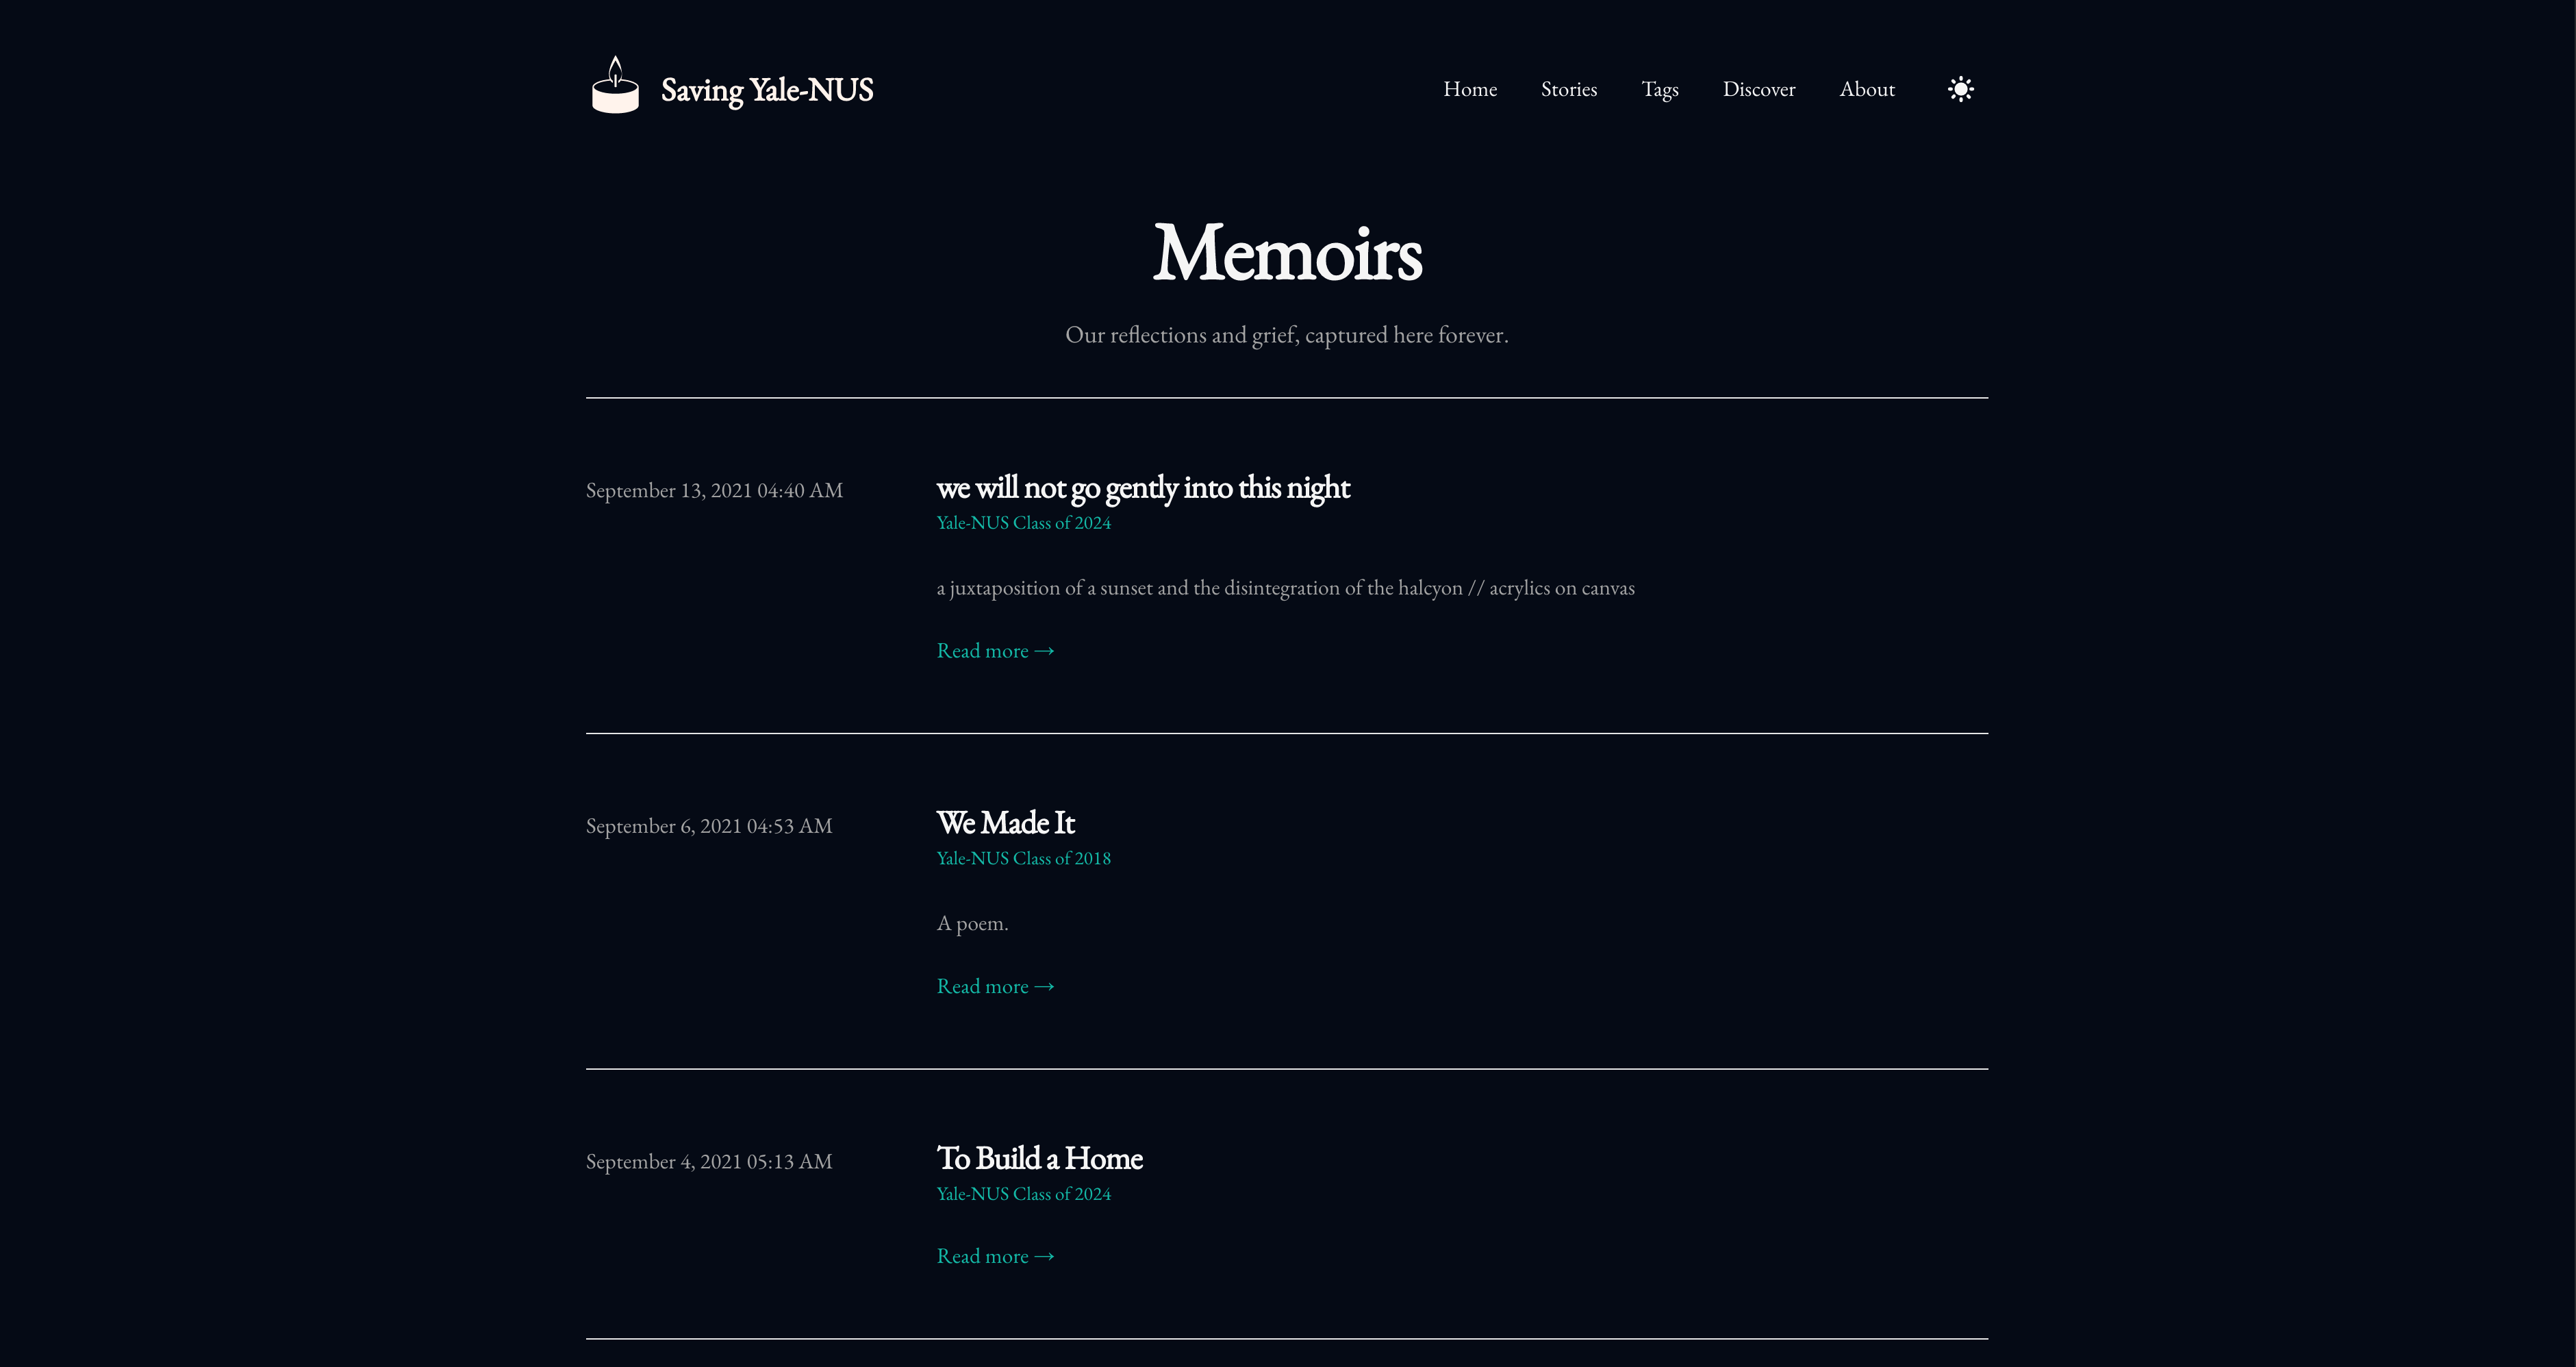 Saving Yale-NUS
Home Stories Tags Discover About
Memoirs
Our reflections and grief, captured here forever.
September 13, 2021 04:40 AM
we will not go gently into this night
Yale-NUS Class of 2024
a juxtaposition of a sunset and the disintegration of the halcyon // acrylics on canvas
Read more →
September 6, 2021 04:53 AM
We Made It
Yale-NUS Class of 2018
A poem.
Read more →
September 4, 2021 05:13 AM
To Build a Home
Yale-NUS Class of 2024
Read more →